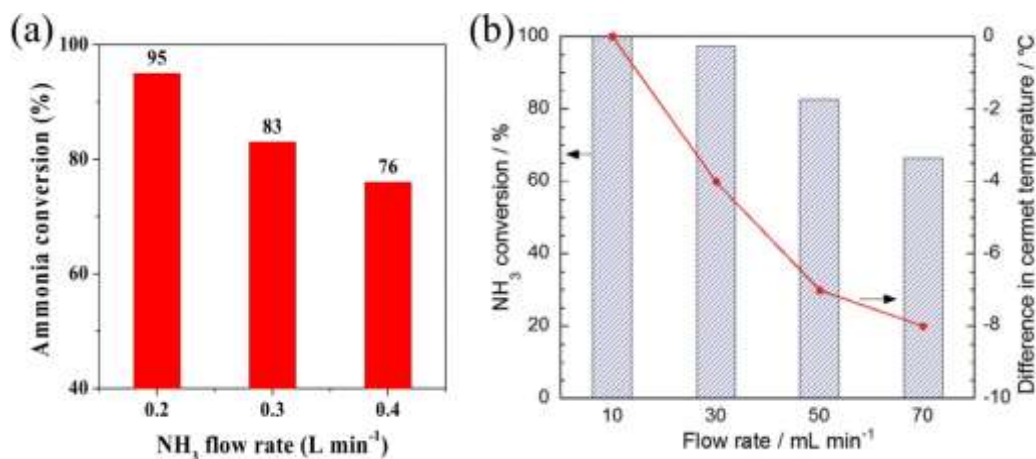 (a)
100
80
60
40
Ammonia conversion (%)
95
83
76
0.2 0.3 0.4
NH₃ flow rate (L min⁻¹)
(b)
100
80
60
40
20
0
NH₃ conversion / %
0
-2
-4
-6
-8
-10
Difference in cermet temperature / °C
10 30 50 70
Flow rate / mL min⁻¹